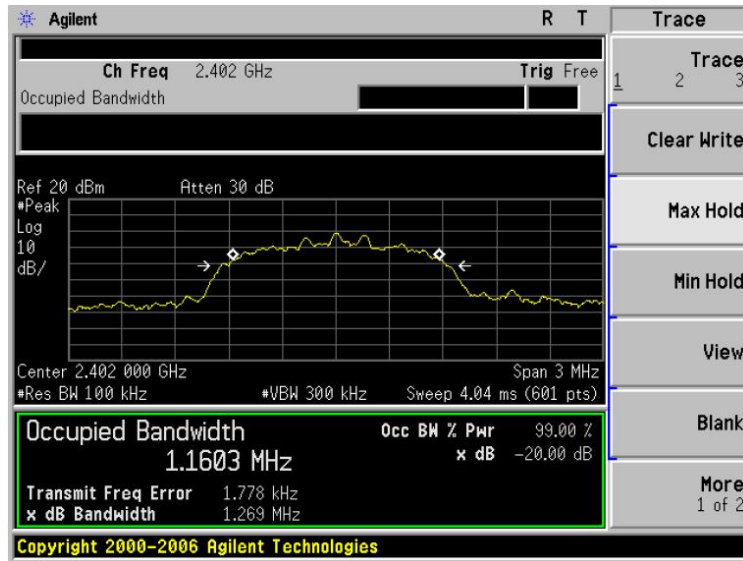 Agilent R T Trace
Ch Freq 2.402 GHz Trig Free
Occupied Bandwidth
Trace
1 2 3
Clear Write
Max Hold
Min Hold
View
Blank
More
1 of 2
Ref 20 dBm Atten 30 dB
#Peak
Log
10
dB/
Center 2.402 000 GHz Span 3 MHz
#Res BW 100 kHz #VBW 300 kHz Sweep 4.04 ms (601 pts)
Occupied Bandwidth Occ BW % Pwr 99.00 %
1.1603 MHz x dB -20.00 dB
Transmit Freq Error 1.778 kHz
x dB Bandwidth 1.269 MHz
Copyright 2000-2006 Agilent Technologies